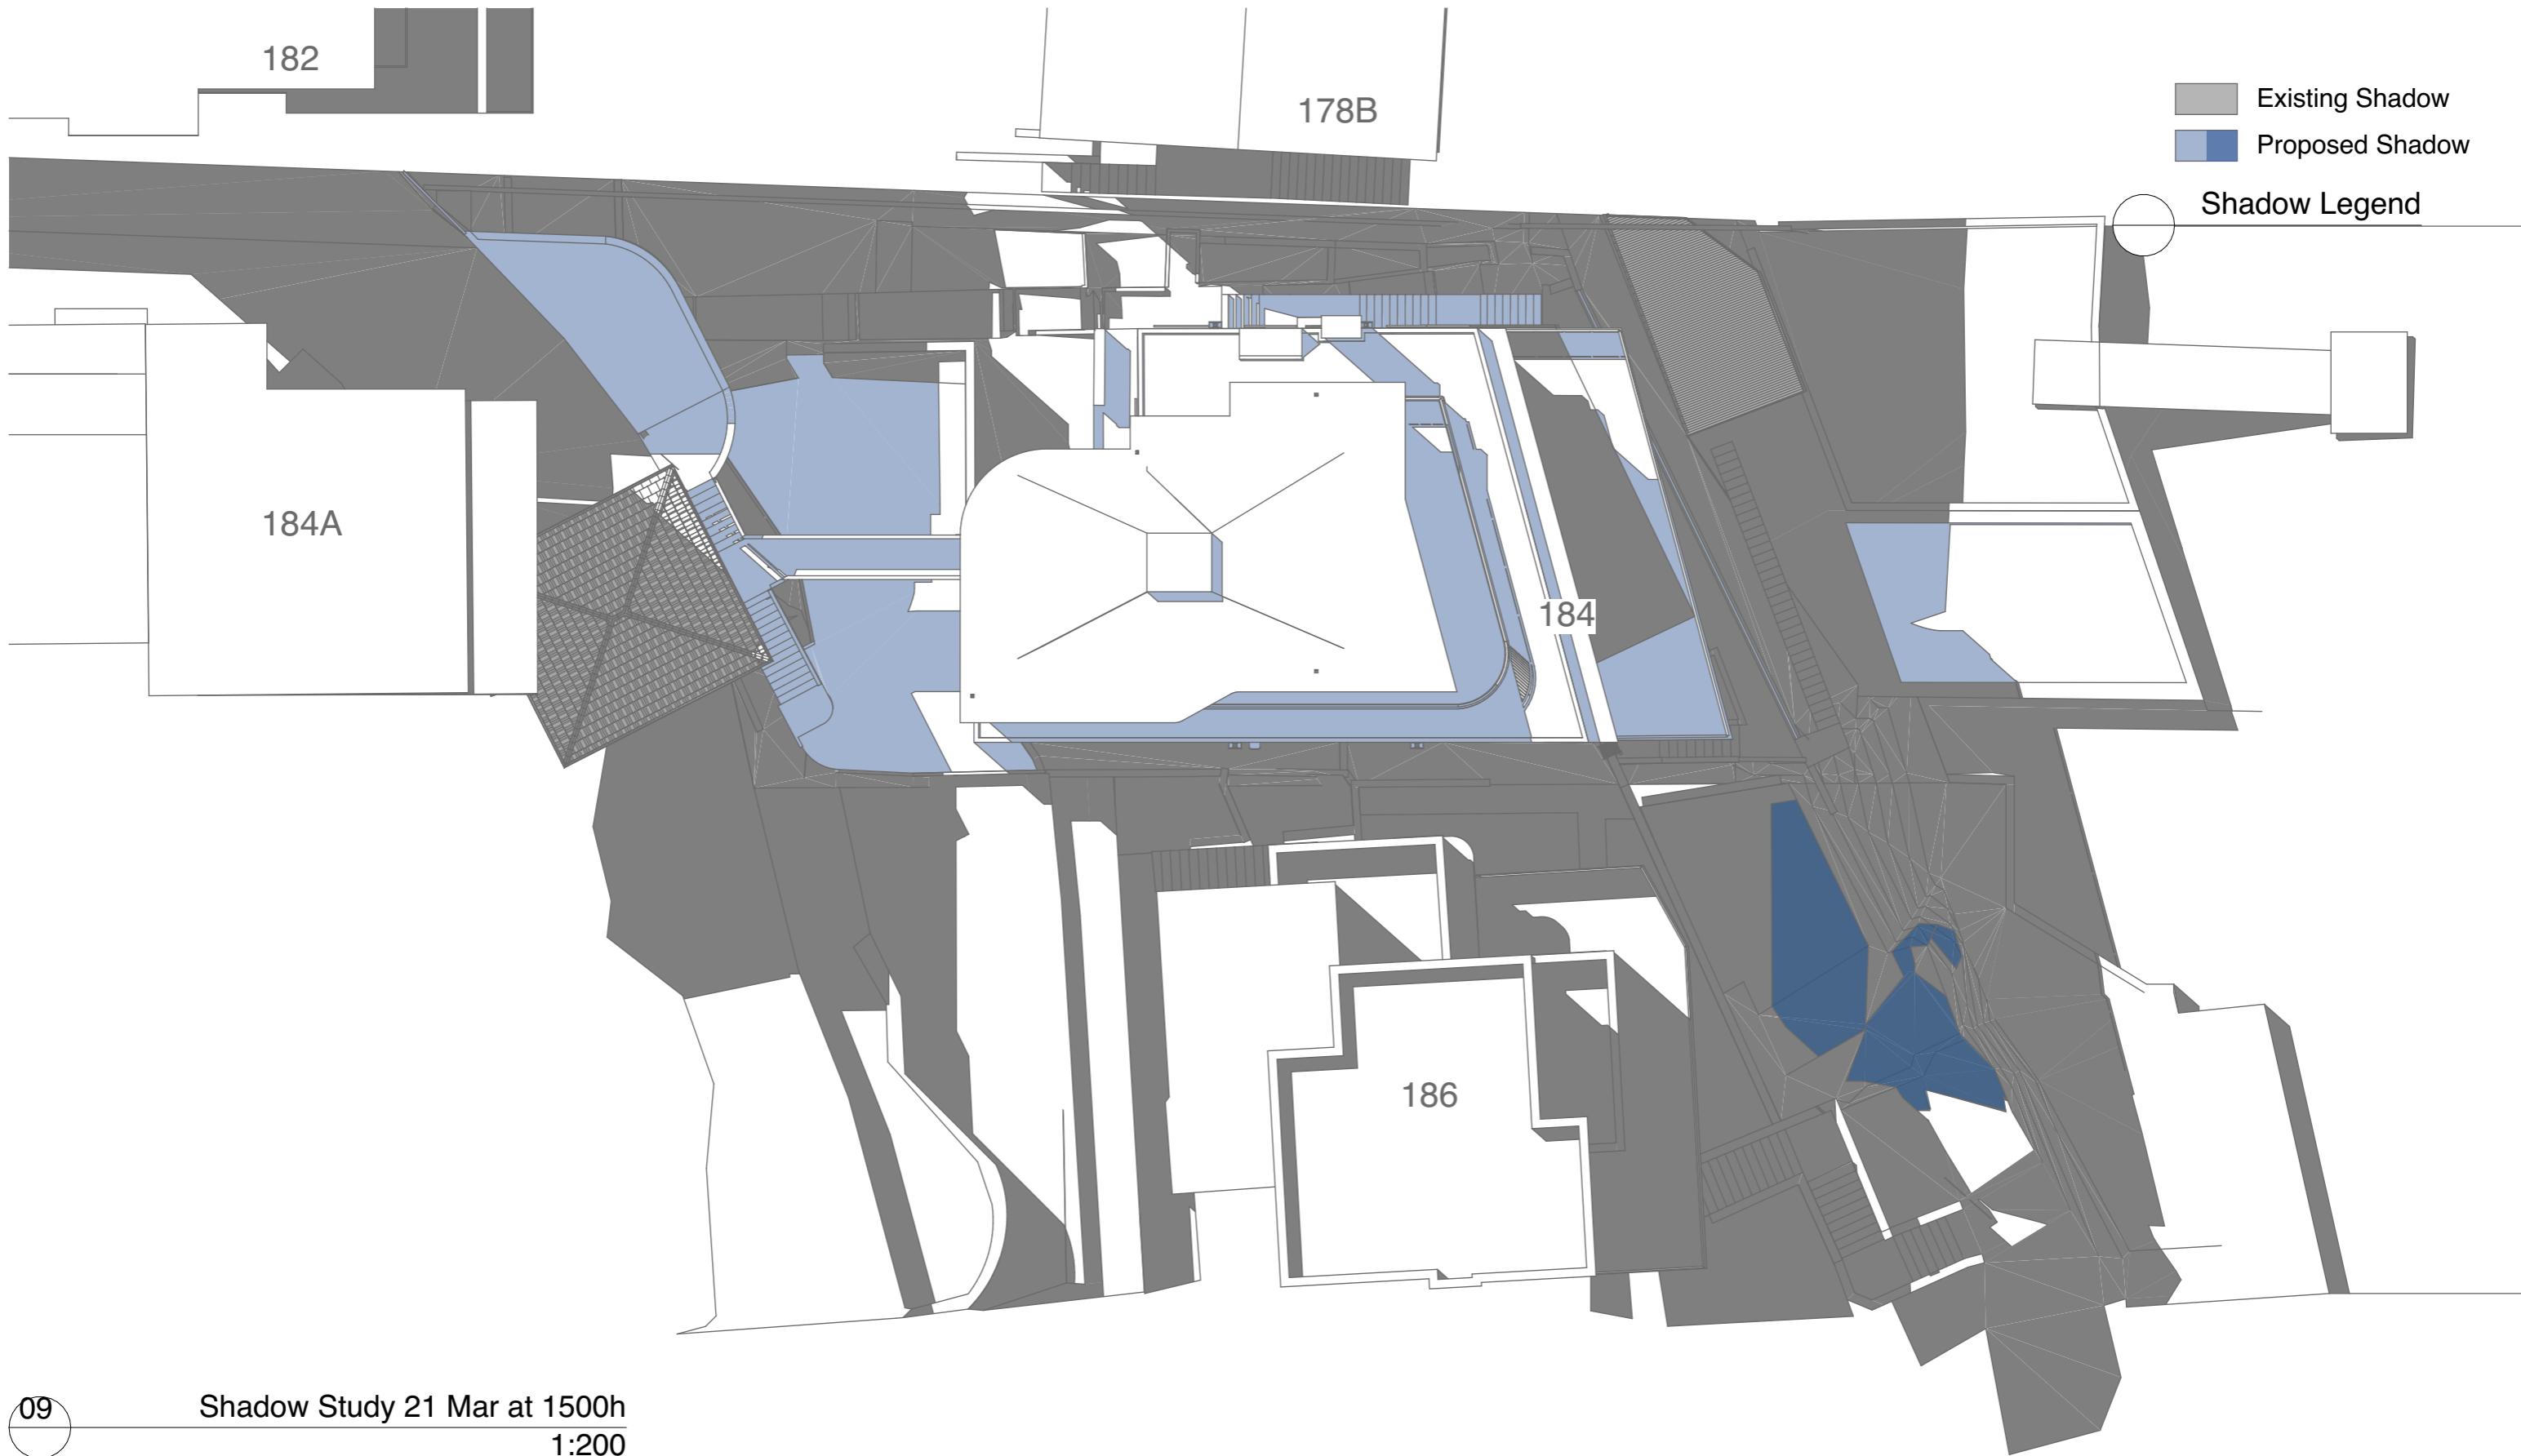 182
178B
Existing Shadow
Proposed Shadow
Shadow Legend
184A
184
186
09
Shadow Study 21 Mar at 1500h
1:200